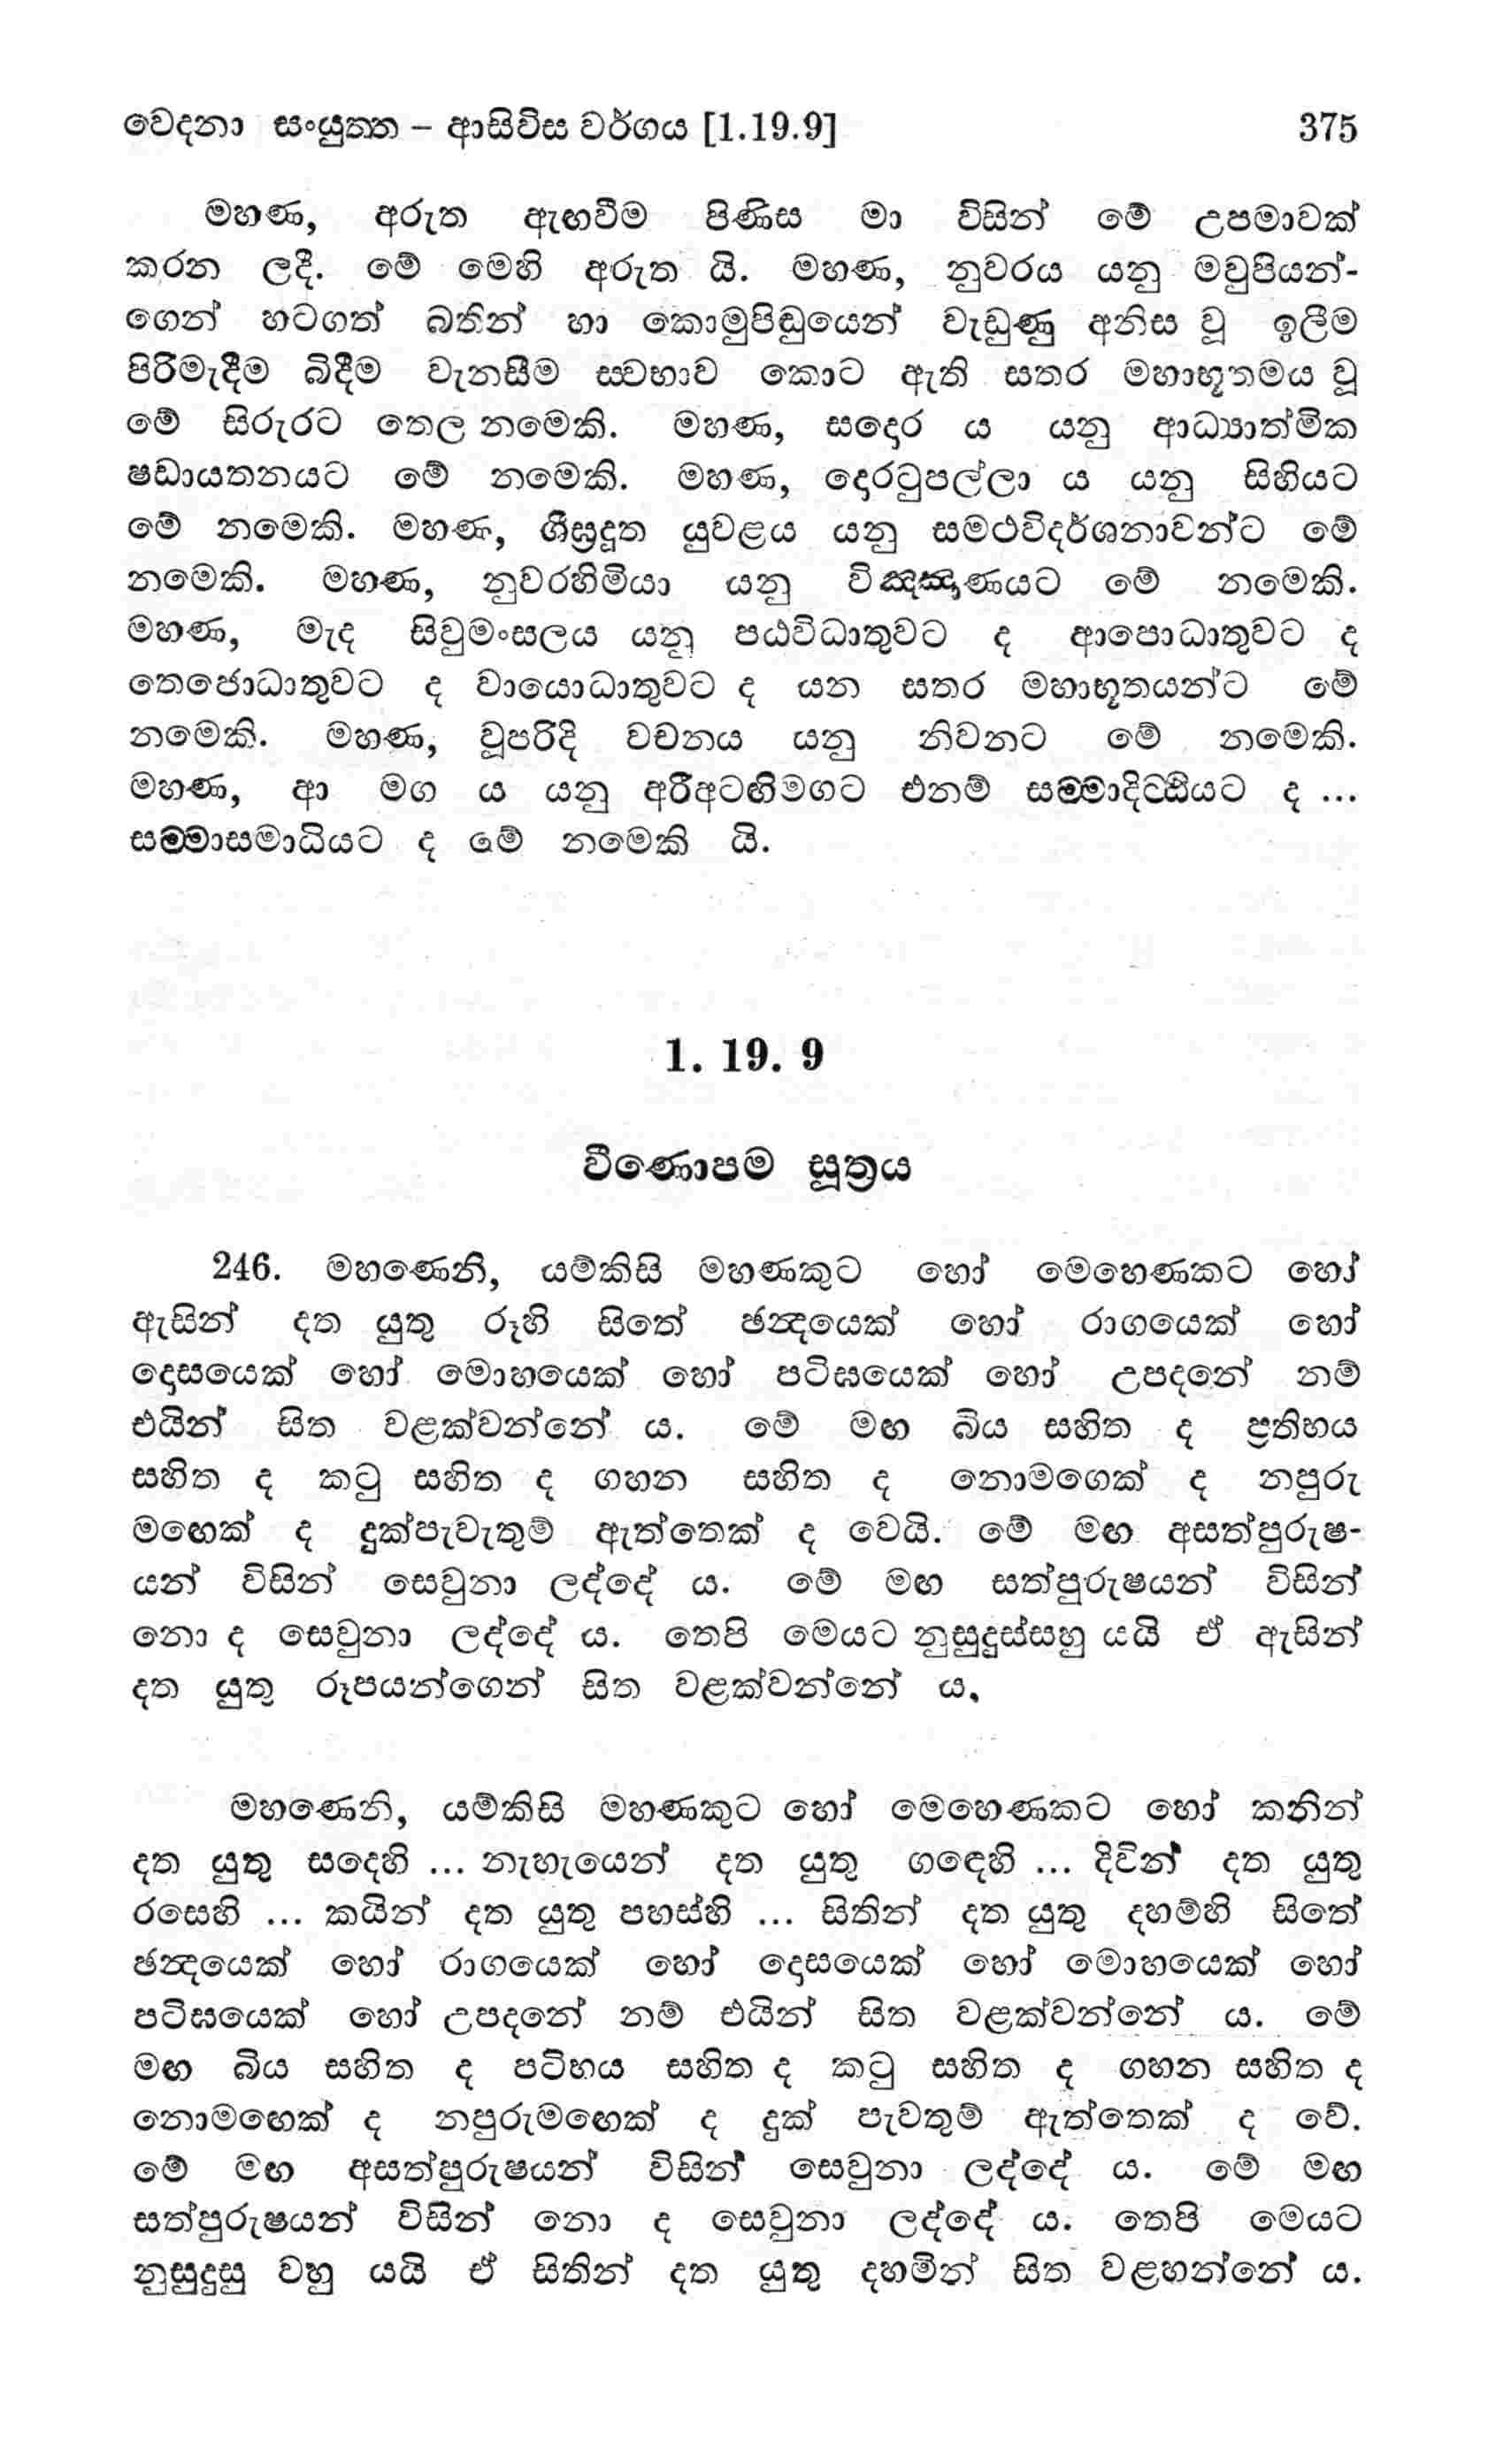 වෙදනා සංයුත්ත – ආසිවිස වර්ගය [1.19.9] 375
මහණ, අරුත ඇඟවීම පිණිස මා විසින් මේ උපමාවක්
කරන ලදී. මේ මෙහි අරුත යි. මහණ, නුවරය යනු මවුපියන්-
ගෙන් හටගත් බතින් හා කොමුපිඬුයෙන් වැඩුණු අනිස වූ ඉලීම
පිරිමැදීම බිඳීම වැනසීම ස්වභාව කොට ඇති සතර මහාභූතමය වූ
මේ සිරුරට තෙල නමෙකි. මහණ, සදොර ය යනු ආධ්‍යාත්මික
ෂඩායතනයට මේ නමෙකි. මහණ, දොරටුපල්ලා ය යනු සිහියට
මේ නමෙකි. මහණ, ශීඝ්‍රදූත යුවළය යනු සමථවිදර්ශනාවන්ට මේ
නමෙකි. මහණ, නුවරහිමියා යනු විඤ්ඤාණයට මේ නමෙකි.
මහණ, මැද සිවුමංසලය යනු පඨවිධාතුවට ද ආපොධාතුවට ද
තෙජොධාතුවට ද වායොධාතුවට ද යන සතර මහාභූතයන්ට මේ
නමෙකි. මහණ, වූපරිදි වචනය යනු නිවනට මේ නමෙකි.
මහණ, ආ මග ය යනු අරීඅටඟිමගට එනම් සම්මාදිට්ඨියට ද ...
සම්මාසමාධියට ද මේ නමෙකි යි.
1. 19. 9
වීණොපම සූත්‍රය
246. මහණෙනි, යම්කිසි මහණකුට හෝ මෙහෙණකට හෝ
ඇසින් දත යුතු රූහි සිතේ ඡන්දයෙක් හෝ රාගයෙක් හෝ
දොසයෙක් හෝ මොහයෙක් හෝ පටිඝයෙක් හෝ උපදනේ නම්
එයින් සිත වළක්වන්නේ ය. මේ මඟ බිය සහිත ද ප්‍රතිභය
සහිත ද කටු සහිත ද ගහන සහිත ද නොමගෙක් ද නපුරු
මඟෙක් ද දුක්පැවැතුම් ඇත්තෙක් ද වෙයි. මේ මඟ අසත්පුරුෂ-
යන් විසින් සෙවුනා ලද්දේ ය. මේ මඟ සත්පුරුෂයන් විසින්
නො ද සෙවුනා ලද්දේ ය. තෙපි මෙයට නුසුදුස්සහු යයි ඒ ඇසින්
දත යුතු රූපයන්ගෙන් සිත වළක්වන්නේ ය.
මහණෙනි, යම්කිසි මහණකුට හෝ මෙහෙණකට හෝ කනින්
දත යුතු සදෙහි ... නැහැයෙන් දත යුතු ගඳෙහි ... දිවින් දත යුතු
රසෙහි ... කයින් දත යුතු පහස්හි ... සිතින් දත යුතු දහම්හි සිතේ
ඡන්දයෙක් හෝ රාගයෙක් හෝ දොසයෙක් හෝ මොහයෙක් හෝ
පටිඝයෙක් හෝ උපදනේ නම් එයින් සිත වළක්වන්නේ ය. මේ
මඟ බිය සහිත ද පටිභය සහිත ද කටු සහිත ද ගහන සහිත ද
නොමඟෙක් ද නපුරුමඟෙක් ද දුක් පැවතුම් ඇත්තෙක් ද වේ.
මේ මඟ අසත්පුරුෂයන් විසින් සෙවුනා ලද්දේ ය. මේ මඟ
සත්පුරුෂයන් විසින් නො ද සෙවුනා ලද්දේ ය. තෙපි මෙයට
නුසුදුසු වහු යයි ඒ සිතින් දත යුතු දහමින් සිත වළහන්නේ ය.